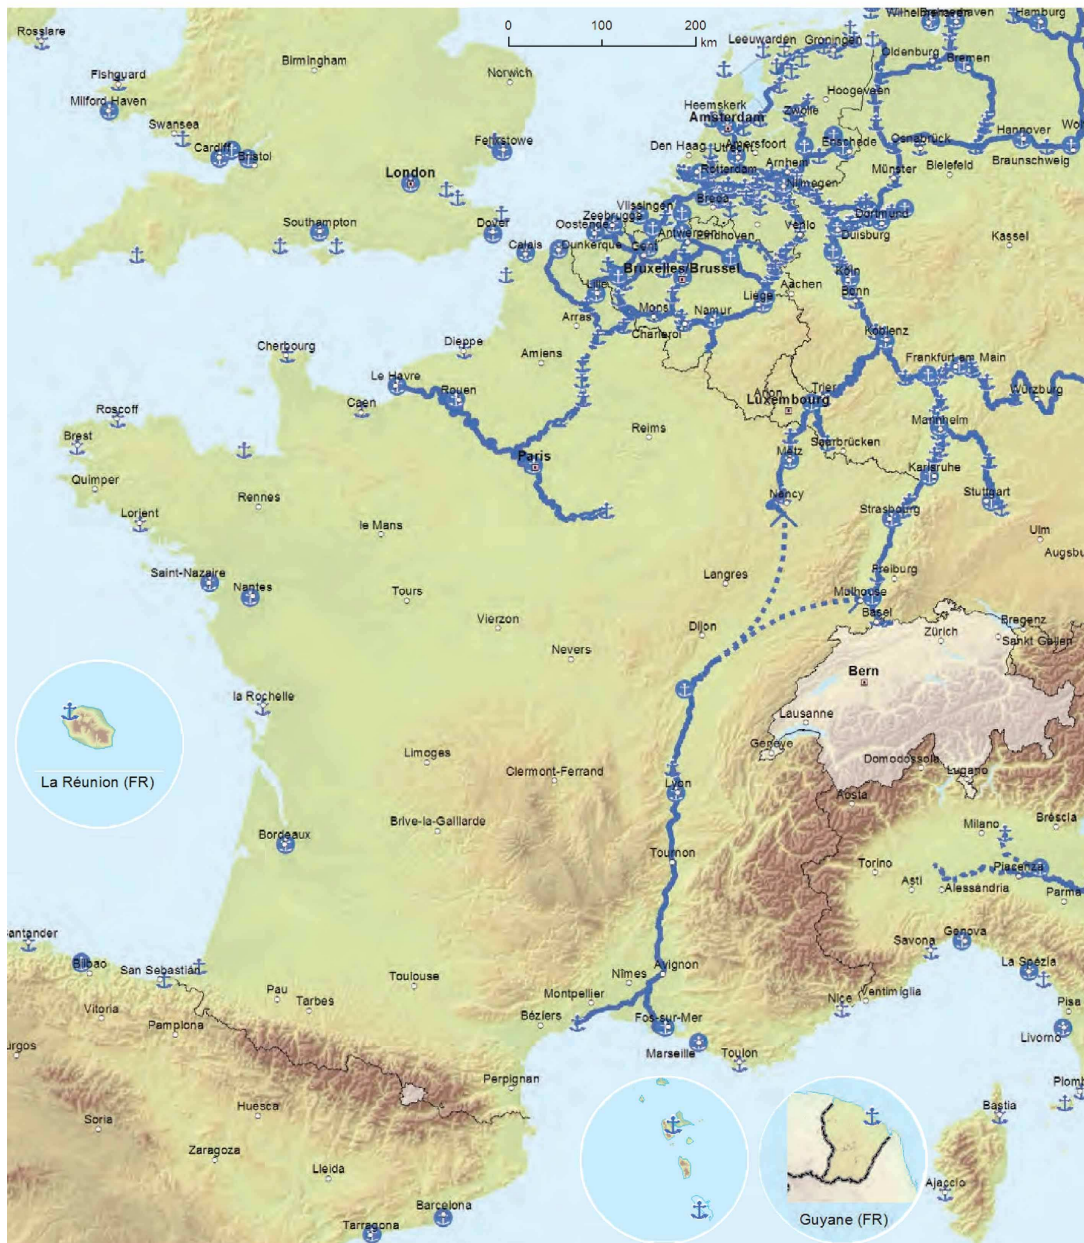 Rosslare
Birmingham
0 100 200
km
Leeuwarden
Groningen
Wilhelmshaven
Bremerhaven
Hamburg
Oldenburg
Bremen
Fishguard
Milford Haven
Norwich
Hoogeveen
Heemskerk
Zwolle
Amsterdam
Swansea
Cardiff
Bristol
Felixstowe
Den Haag
Utrecht
Amersfoort
Enschede
Osnabrück
Hannover
Braunschweig
Bielefeld
London
Rotterdam
Arnhem
Nijmegen
Münster
Breda
Vlissingen
Zeebrugge
Oostende
Dortmund
Duisburg
Southampton
Dover
Calais
Dunkerque
Gent
Antwerpen
Eindhoven
Venlo
Kassel
Bruxelles/Brussel
Köln
Bonn
Aachen
Lille
Liège
Mons
Namur
Arras
Charleroi
Koblenz
Cherbourg
Dieppe
Amiens
Frankfurt am Main
Le Havre
Rouen
Trier
Arlon
Luxembourg
Würzburg
Caen
Roscoff
Reims
Mannheim
Saarbrücken
Brest
Paris
Metz
Karlsruhe
Quimper
Rennes
Nancy
Stuttgart
Lorient
le Mans
Strasbourg
Ulm
Augsbu
Saint-Nazaire
Nantes
Tours
Langres
Freiburg
Mulhouse
Basel
Vierzon
Dijon
Zürich
Bregenz
Sankt Gallen
Nevers
Bern
la Rochelle
Lausanne
Genève
La Réunion (FR)
Limoges
Clermont-Ferrand
Lyon
Domodossola
Lugano
Aosta
Bordeaux
Brive-la-Gaillarde
Milano
Brescia
Tournon
Torino
Asti
Piacenza
Alessandria
Parma
Santander
Bilbao
San Sebastián
Savona
Genova
La Spezia
Toulouse
Nîmes
Avignon
Vitoria
Pau
Tarbes
Montpellier
Nice
Ventimiglia
Pisa
Pamplona
Béziers
Fos-sur-Mer
Livorno
urgos
Marseille
Toulon
Perpignan
Plomb
Soria
Huesca
Bastia
Zaragoza
Lleida
Ajaccio
Barcelona
Guyane (FR)
Tarragona